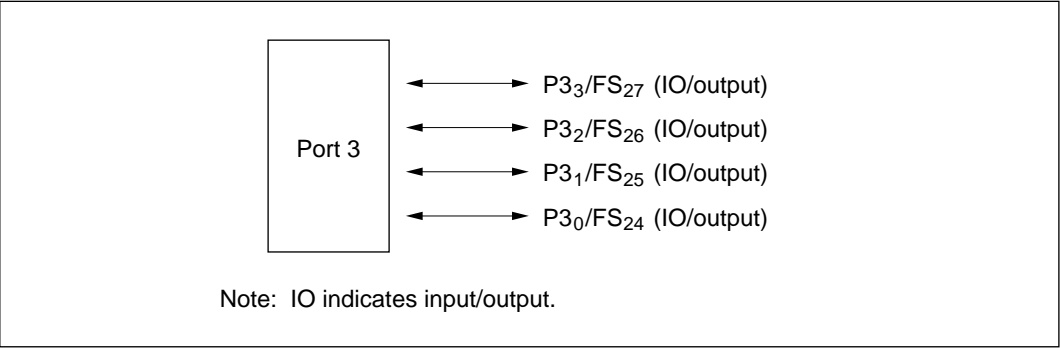 P3₃/FS₂₇ (IO/output)
P3₂/FS₂₆ (IO/output)
Port 3
P3₁/FS₂₅ (IO/output)
P3₀/FS₂₄ (IO/output)
Note: IO indicates input/output.